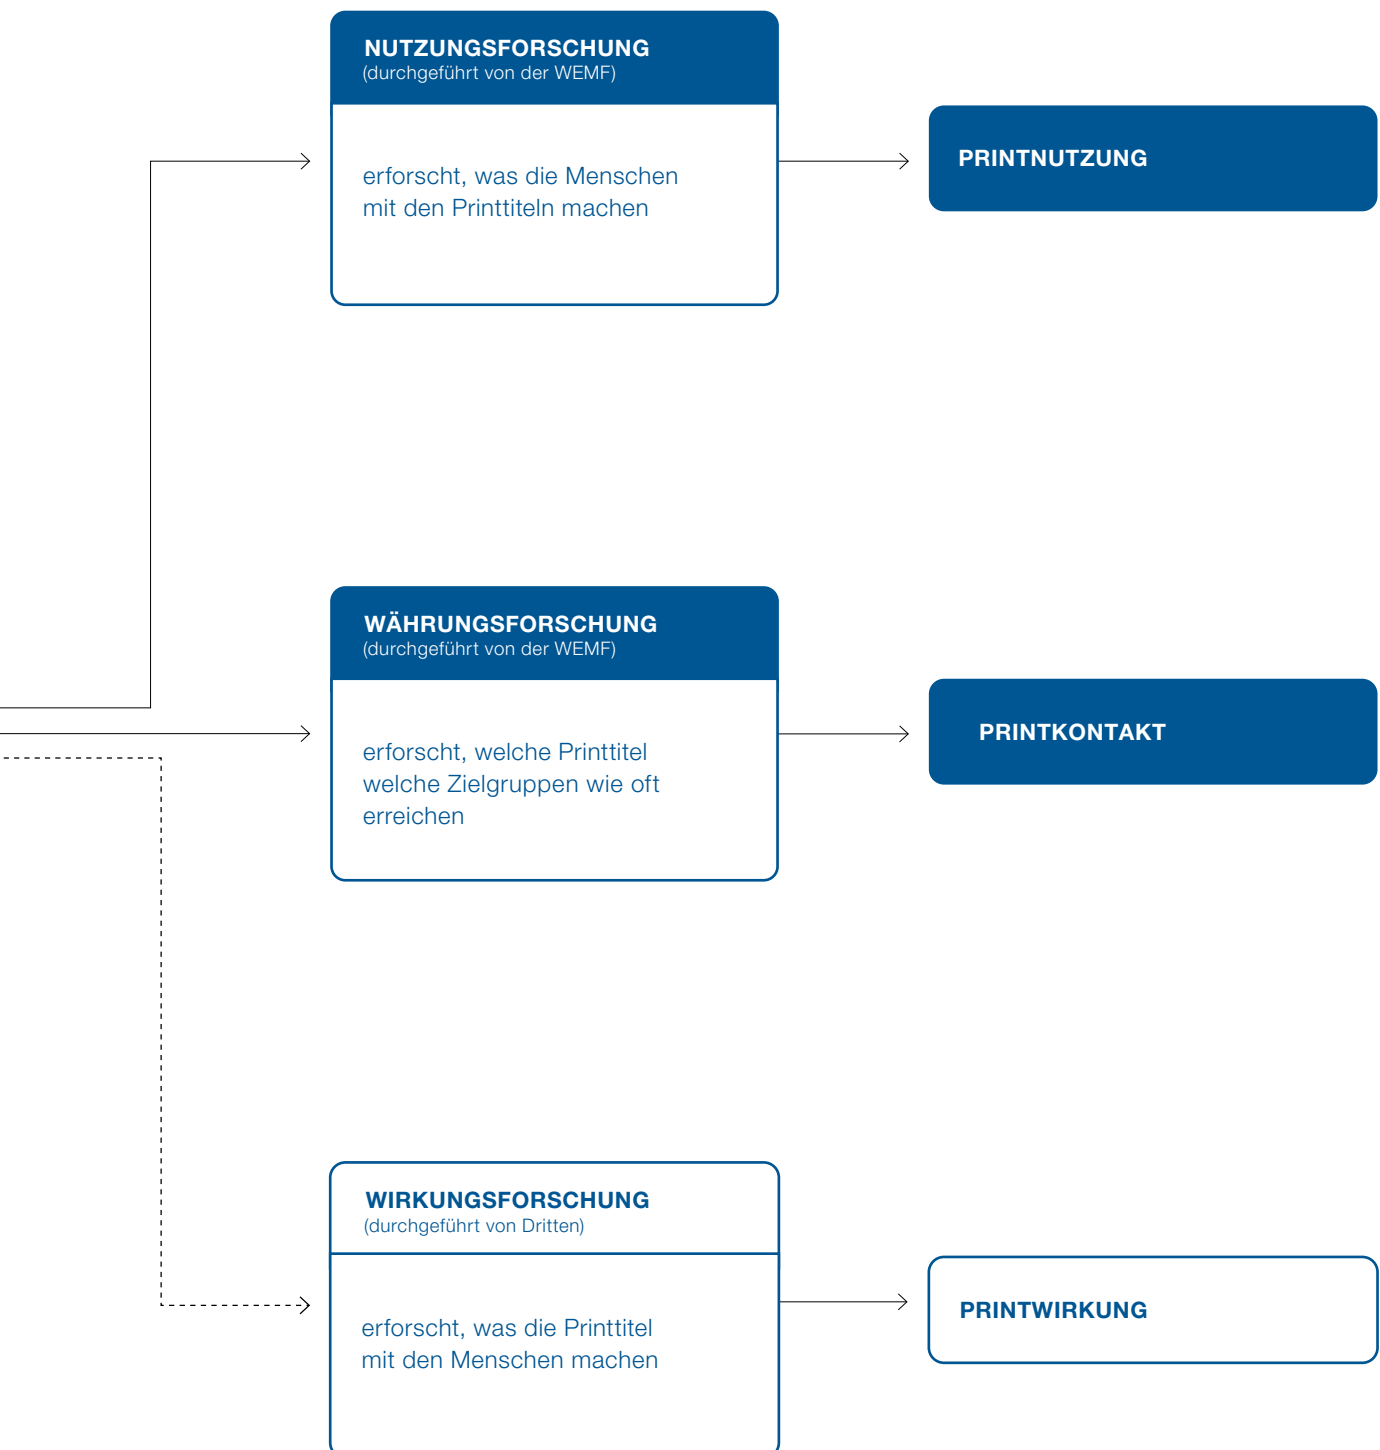 NUTZUNGSFORSCHUNG
(durchgeführt von der WEMF)
erforscht, was die Menschen
mit den Printtiteln machen
PRINTNUTZUNG
WÄHRUNGSFORSCHUNG
(durchgeführt von der WEMF)
erforscht, welche Printtitel
welche Zielgruppen wie oft
erreichen
PRINTKONTAKT
WIRKUNGSFORSCHUNG
(durchgeführt von Dritten)
erforscht, was die Printtitel
mit den Menschen machen
PRINTWIRKUNG